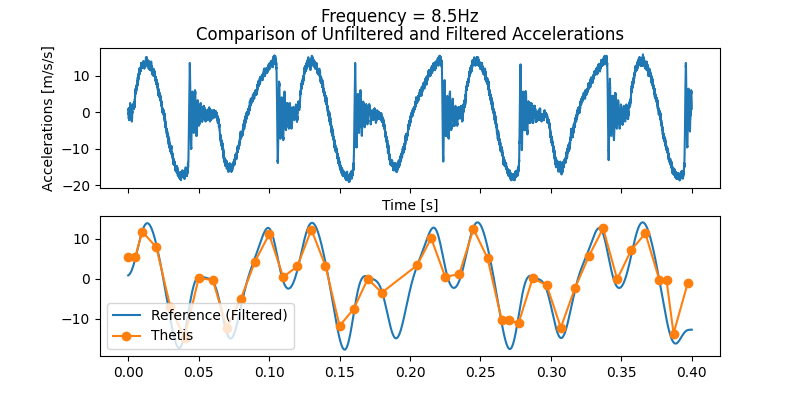 Frequency = 8.5Hz
Comparison of Unfiltered and Filtered Accelerations
Accelerations [m/s/s]
10
0
−10
−20
Time [s]
10
0
−10
Reference (Filtered)
Thetis
0.00 0.05 0.10 0.15 0.20 0.25 0.30 0.35 0.40